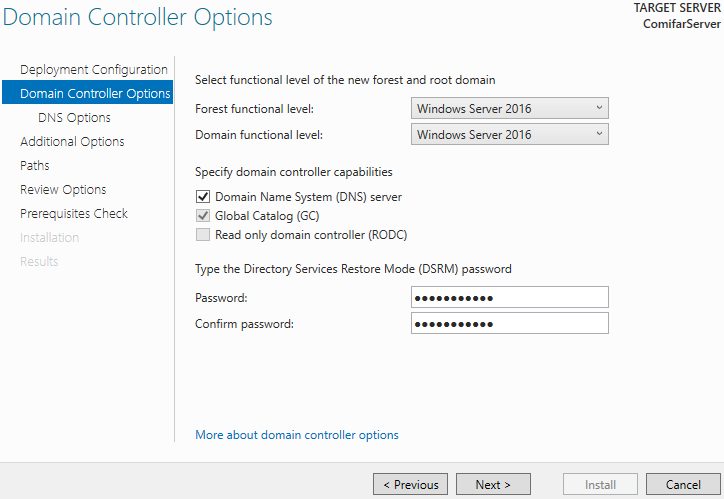 Domain Controller Options
TARGET SERVER
ComifarServer
Deployment Configuration
Domain Controller Options
DNS Options
Additional Options
Paths
Review Options
Prerequisites Check
Installation
Results
Select functional level of the new forest and root domain
Forest functional level:
Windows Server 2016
Domain functional level:
Windows Server 2016
Specify domain controller capabilities
Domain Name System (DNS) server
Global Catalog (GC)
Read only domain controller (RODC)
Type the Directory Services Restore Mode (DSRM) password
Password:
●●●●●●●●●●●
Confirm password:
●●●●●●●●●●●
More about domain controller options
< Previous
Next >
Install
Cancel